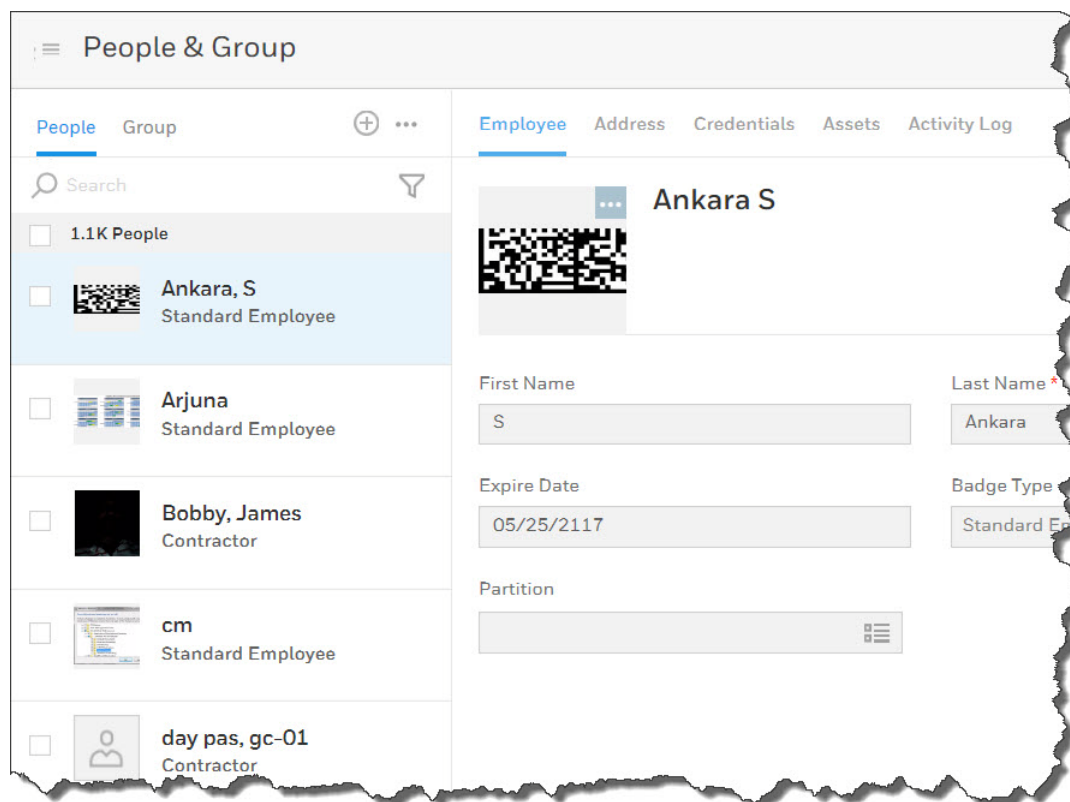 People & Group
People Group
Employee Address Credentials Assets Activity Log
Search
1.1K People
Ankara, S
Standard Employee
Arjuna
Standard Employee
Bobby, James
Contractor
cm
Standard Employee
day pas, gc-01
Contractor
Ankara S
First Name
S
Last Name *
Ankara
Expire Date
05/25/2117
Badge Type
Standard
Partition